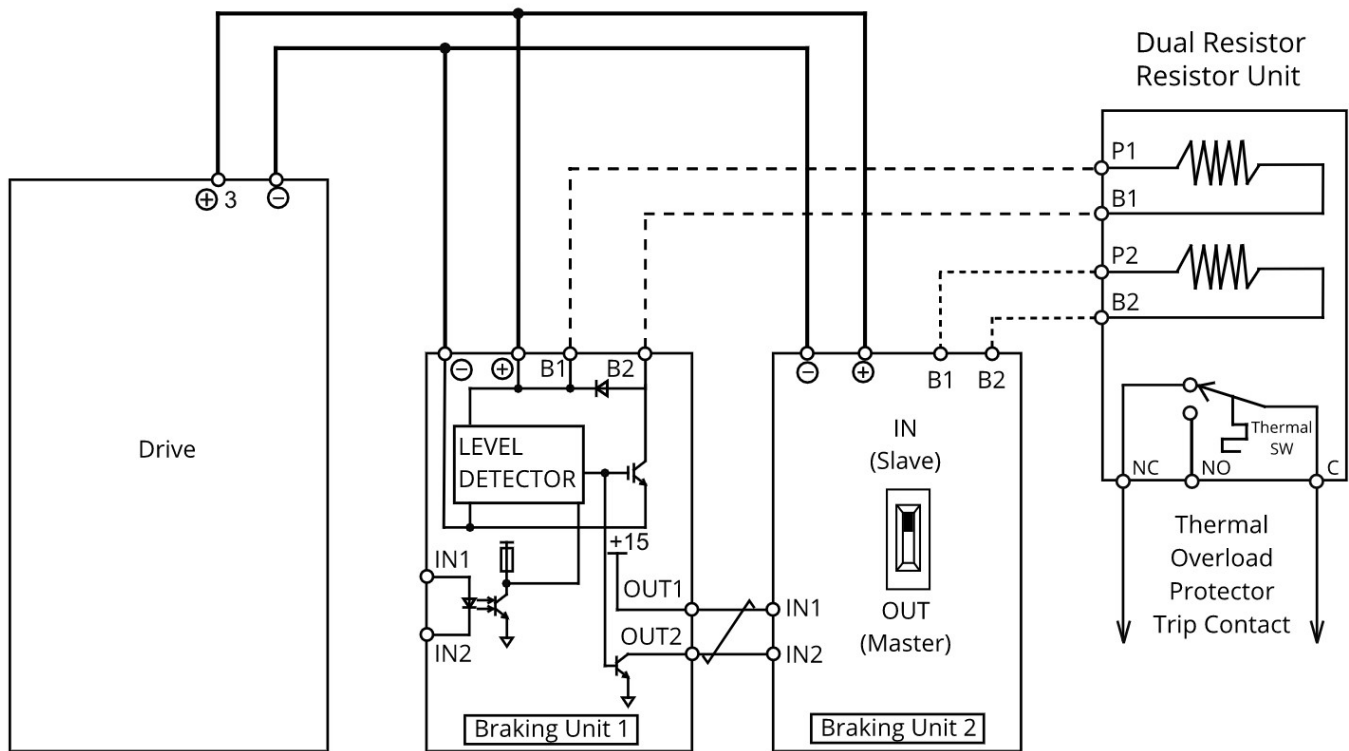 Dual Resistor
Resistor Unit
P1
B1
P2
B2
Thermal
SW
NC
NO
C
Thermal
Overload
Protector
Trip Contact
⊕ 3
⊖
Drive
⊖
⊕
B1
B2
LEVEL
DETECTOR
+15
IN1
IN2
OUT1
OUT2
Braking Unit 1
⊖
⊕
B1
B2
IN
(Slave)
OUT
(Master)
IN1
IN2
Braking Unit 2